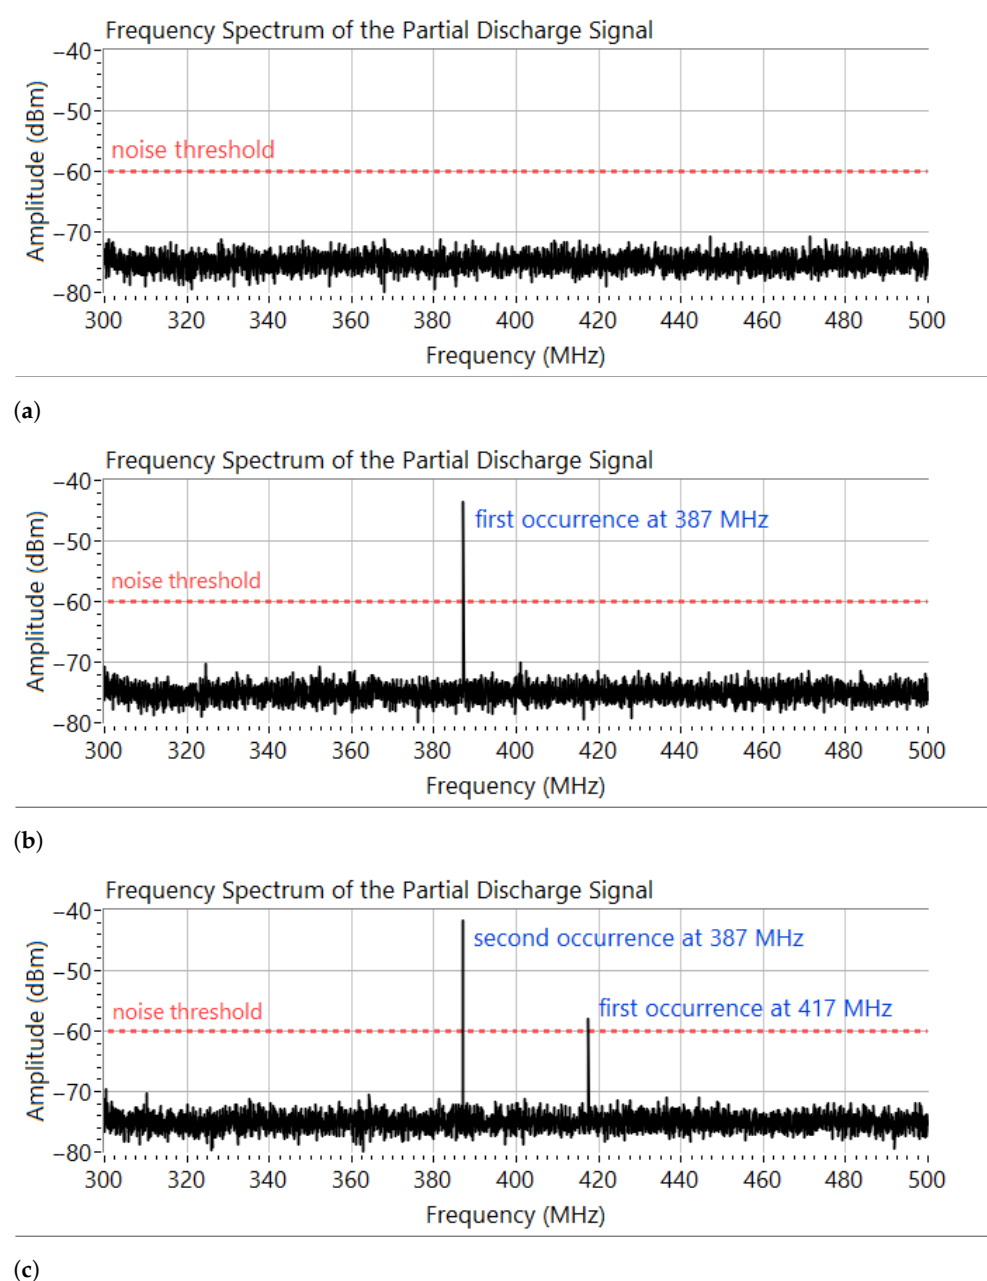 Frequency Spectrum of the Partial Discharge Signal
Amplitude (dBm)
−40
−50
noise threshold
−60
−70
−80
300 320 340 360 380 400 420 440 460 480 500
Frequency (MHz)
(a)
Frequency Spectrum of the Partial Discharge Signal
Amplitude (dBm)
−40
first occurrence at 387 MHz
−50
noise threshold
−60
−70
−80
300 320 340 360 380 400 420 440 460 480 500
Frequency (MHz)
(b)
Frequency Spectrum of the Partial Discharge Signal
Amplitude (dBm)
−40
second occurrence at 387 MHz
−50
noise threshold
first occurrence at 417 MHz
−60
−70
−80
300 320 340 360 380 400 420 440 460 480 500
Frequency (MHz)
(c)